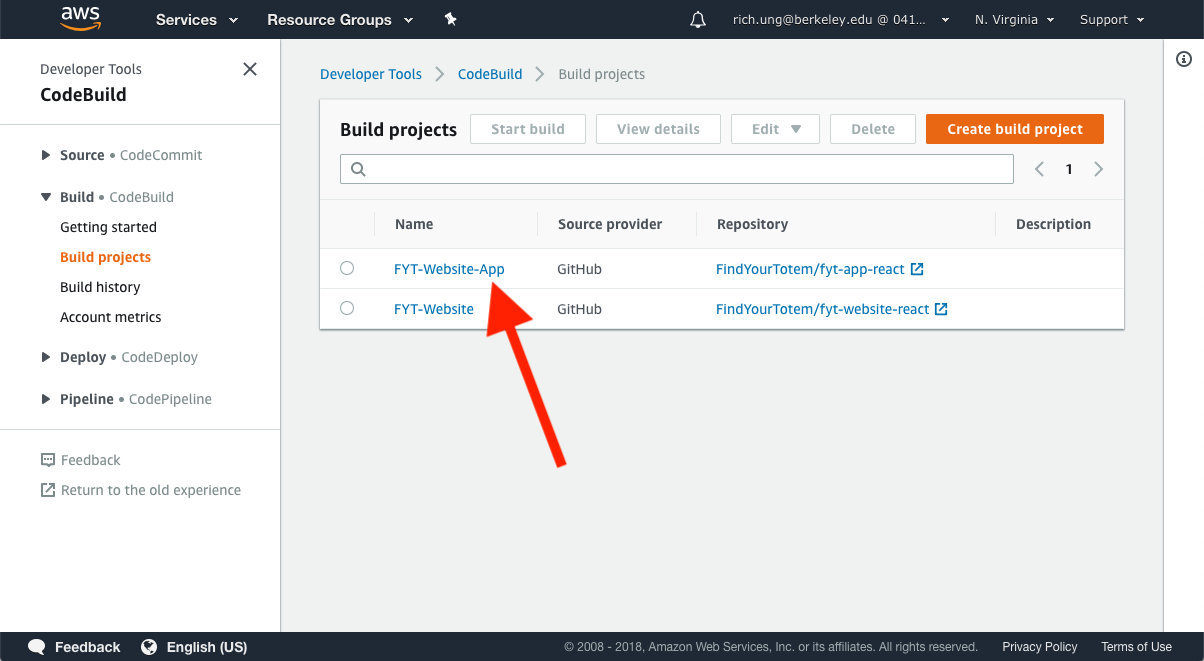 aws Services Resource Groups rich.ung@berkeley.edu @ 041... N. Virginia Support
Developer Tools
CodeBuild
Source • CodeCommit
Build • CodeBuild
Getting started
Build projects
Build history
Account metrics
Deploy • CodeDeploy
Pipeline • CodePipeline
Feedback
Return to the old experience
Developer Tools CodeBuild Build projects
Build projects Start build View details Edit Delete Create build project
1
Name Source provider Repository Description
FYT-Website-App GitHub FindYourTotem/fyt-app-react
FYT-Website GitHub FindYourTotem/fyt-website-react
Feedback English (US) © 2008 - 2018, Amazon Web Services, Inc. or its affiliates. All rights reserved. Privacy Policy Terms of Use